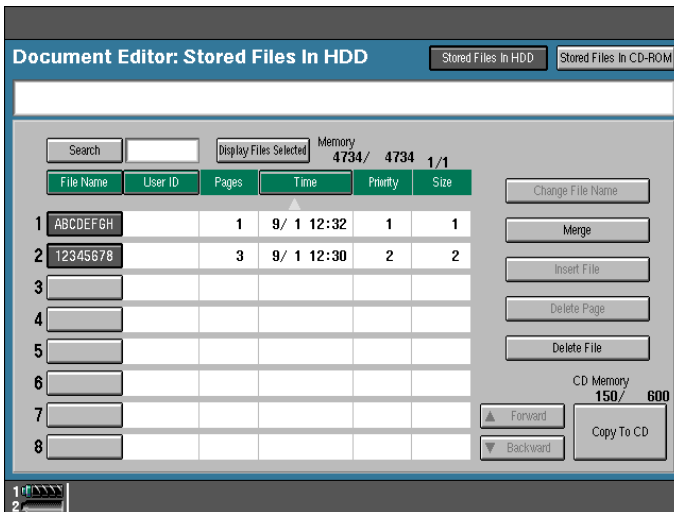 Document Editor: Stored Files In HDD
Stored Files In HDD
Stored Files In CD-ROM
Search
Display Files Selected
Memory
4734/ 4734
1/1
File Name User ID Pages Time Priority Size
1 ABCDEFGH 1 9/ 1 12:32 1 1
2 12345678 3 9/ 1 12:30 2 2
3
4
5
6
7
8
Change File Name
Merge
Insert File
Delete Page
Delete File
CD Memory
150/ 600
▲ Forward
▼ Backward
Copy To CD
1
2